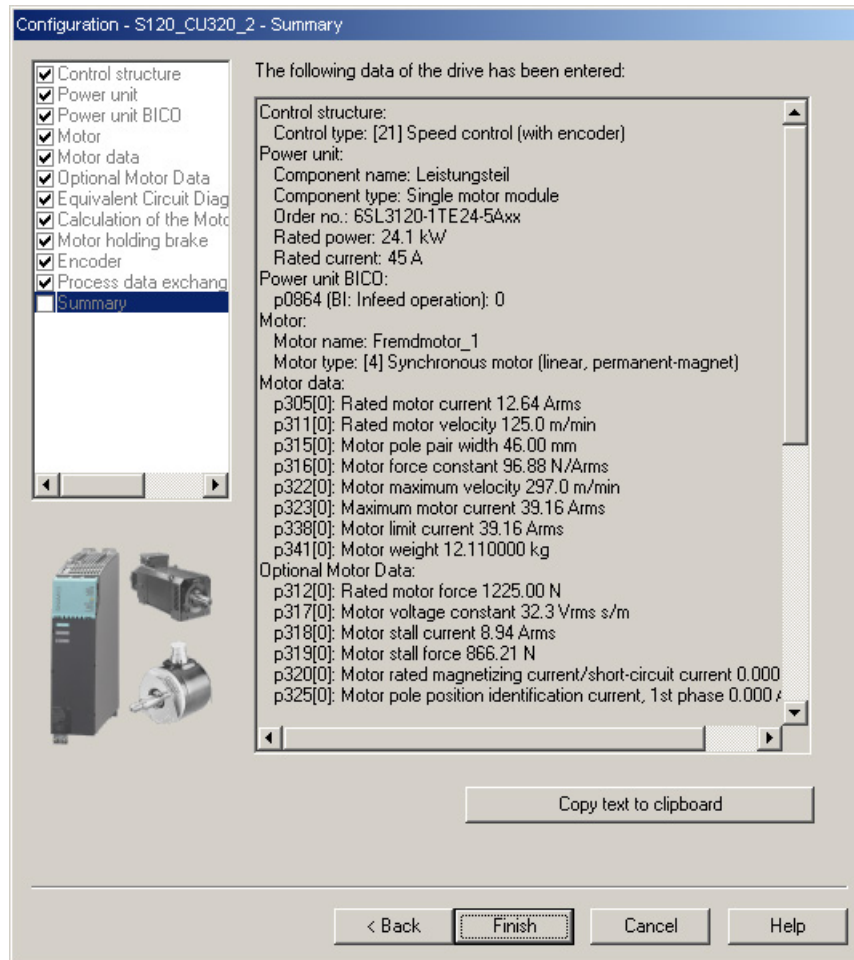 Configuration - S120_CU320_2 - Summary
Control structure
Power unit
Power unit BICO
Motor
Motor data
Optional Motor Data
Equivalent Circuit Diag
Calculation of the Moto
Motor holding brake
Encoder
Process data exchang
Summary
The following data of the drive has been entered:
Control structure:
Control type: [21] Speed control (with encoder)
Power unit:
Component name: Leistungsteil
Component type: Single motor module
Order no.: 6SL3120-1TE24-5Axx
Rated power: 24.1 kW
Rated current: 45 A
Power unit BICO:
p0864 (BI: Infeed operation): 0
Motor:
Motor name: Fremdmotor_1
Motor type: [4] Synchronous motor (linear, permanent-magnet)
Motor data:
p305[0]: Rated motor current 12.64 Arms
p311[0]: Rated motor velocity 125.0 m/min
p315[0]: Motor pole pair width 46.00 mm
p316[0]: Motor force constant 96.88 N/Arms
p322[0]: Motor maximum velocity 297.0 m/min
p323[0]: Maximum motor current 39.16 Arms
p338[0]: Motor limit current 39.16 Arms
p341[0]: Motor weight 12.110000 kg
Optional Motor Data:
p312[0]: Rated motor force 1225.00 N
p317[0]: Motor voltage constant 32.3 Vrms s/m
p318[0]: Motor stall current 8.94 Arms
p319[0]: Motor stall force 866.21 N
p320[0]: Motor rated magnetizing current/short-circuit current 0.000
p325[0]: Motor pole position identification current, 1st phase 0.000
Copy text to clipboard
< Back
Finish
Cancel
Help